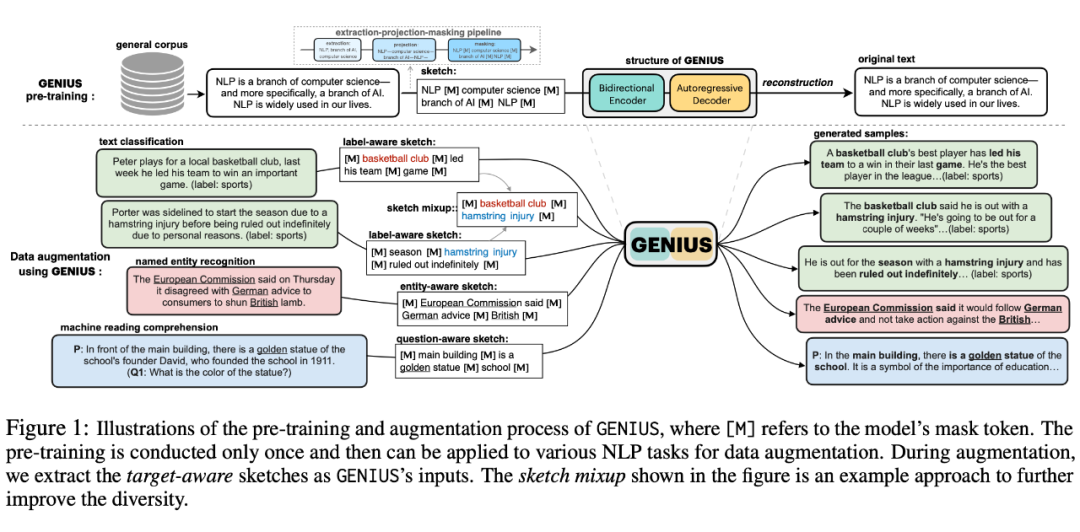 extraction-projection-masking pipeline
extraction
NLP, branch of AI,
computer science
projection
NLP—computer science—
branch of AI—NLP—
masking
NLP [M] computer science [M]
branch of AI [M] NLP [M]
general corpus
GENIUS
pre-training :
NLP is a branch of computer science—
and more specifically, a branch of AI.
NLP is widely used in our lives.
sketch:
NLP [M] computer science [M]
branch of AI [M] NLP [M]
structure of GENIUS
Bidirectional
Encoder
Autoregressive
Decoder
reconstruction
original text
NLP is a branch of computer science—
and more specifically, a branch of AI.
NLP is widely used in our lives.
Data augmentation
using GENIUS :
text classification
Peter plays for a local basketball club, last
week he led his team to win an important
game. (label: sports)
Porter was sidelined to start the season due to a
hamstring injury before being ruled out indefinitely
due to personal reasons. (label: sports)
named entity recognition
The European Commission said on Thursday
it disagreed with German advice to
consumers to shun British lamb.
machine reading comprehension
P: In front of the main building, there is a golden statue of the
school's founder David, who founded the school in 1911.
(Q1: What is the color of the statue?)
label-aware sketch:
[M] basketball club [M] led
his team [M] game [M]
sketch mixup::
[M] basketball club [M]
hamstring injury [M]
label-aware sketch:
[M] season [M] hamstring injury
[M] ruled out indefinitely [M]
entity-aware sketch:
[M] European Commission said [M]
German advice [M] British [M]
question-aware sketch:
[M] main building [M] is a
golden statue [M] school [M]
GENIUS
generated samples:
A basketball club's best player has led his
team to a win in their last game. He's the best
player in the league…(label: sports)
The basketball club said he is out with a
hamstring injury. "He's going to be out for a
couple of weeks"…(label: sports)
He is out for the season with a hamstring injury and has
been ruled out indefinitely… (label: sports)
The European Commission said it would follow German
advice and not take action against the British…
P: In the main building, there is a golden statue of the
school. It is a symbol of the importance of education…
Figure 1: Illustrations of the pre-training and augmentation process of GENIUS, where [M] refers to the model's mask token. The
pre-training is conducted only once and then can be applied to various NLP tasks for data augmentation. During augmentation,
we extract the target-aware sketches as GENIUS's inputs. The sketch mixup shown in the figure is an example approach to further
improve the diversity.